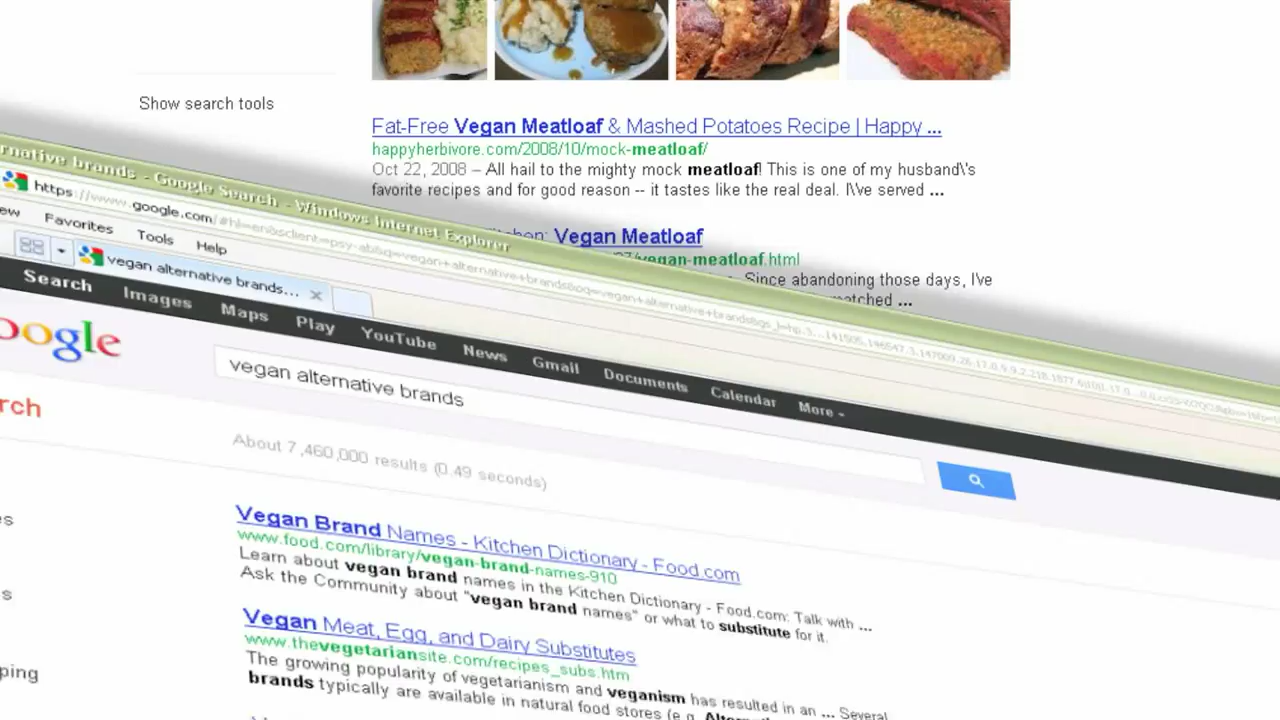 Show search tools
Fat-Free Vegan Meatloaf & Mashed Potatoes Recipe | Happy ...
happyherbivore.com/2008/10/mock-meatloaf/
Oct 22, 2008 – All hail to the mighty mock meatloaf! This is one of my husband\'s
favorite recipes and for good reason -- it tastes like the real deal. I\'ve served ...
Vegan Meatloaf
/vegan-meatloaf.html
Since abandoning those days, I've
...
brands - Google Search - Windows Internet Explorer
https://www.google.com/
Favorites Tools Help
vegan alternative brands...
Search Images Maps Play YouTube News Gmail Documents Calendar More
oogle
vegan alternative brands
rch
About 7,460,000 results (0.49 seconds)
Vegan Brand Names - Kitchen Dictionary - Food.com
www.food.com/library/vegan-brand-names-910
Learn about vegan brand names in the Kitchen Dictionary - Food.com: Talk with ...
Ask the Community about "vegan brand names" or what to substitute for it.
Vegan Meat, Egg, and Dairy Substitutes
www.thevegetariansite.com/recipes_subs.htm
The growing popularity of vegetarianism and veganism has resulted in an ... Several
brands typically are available in natural food stores (e.g.
ping